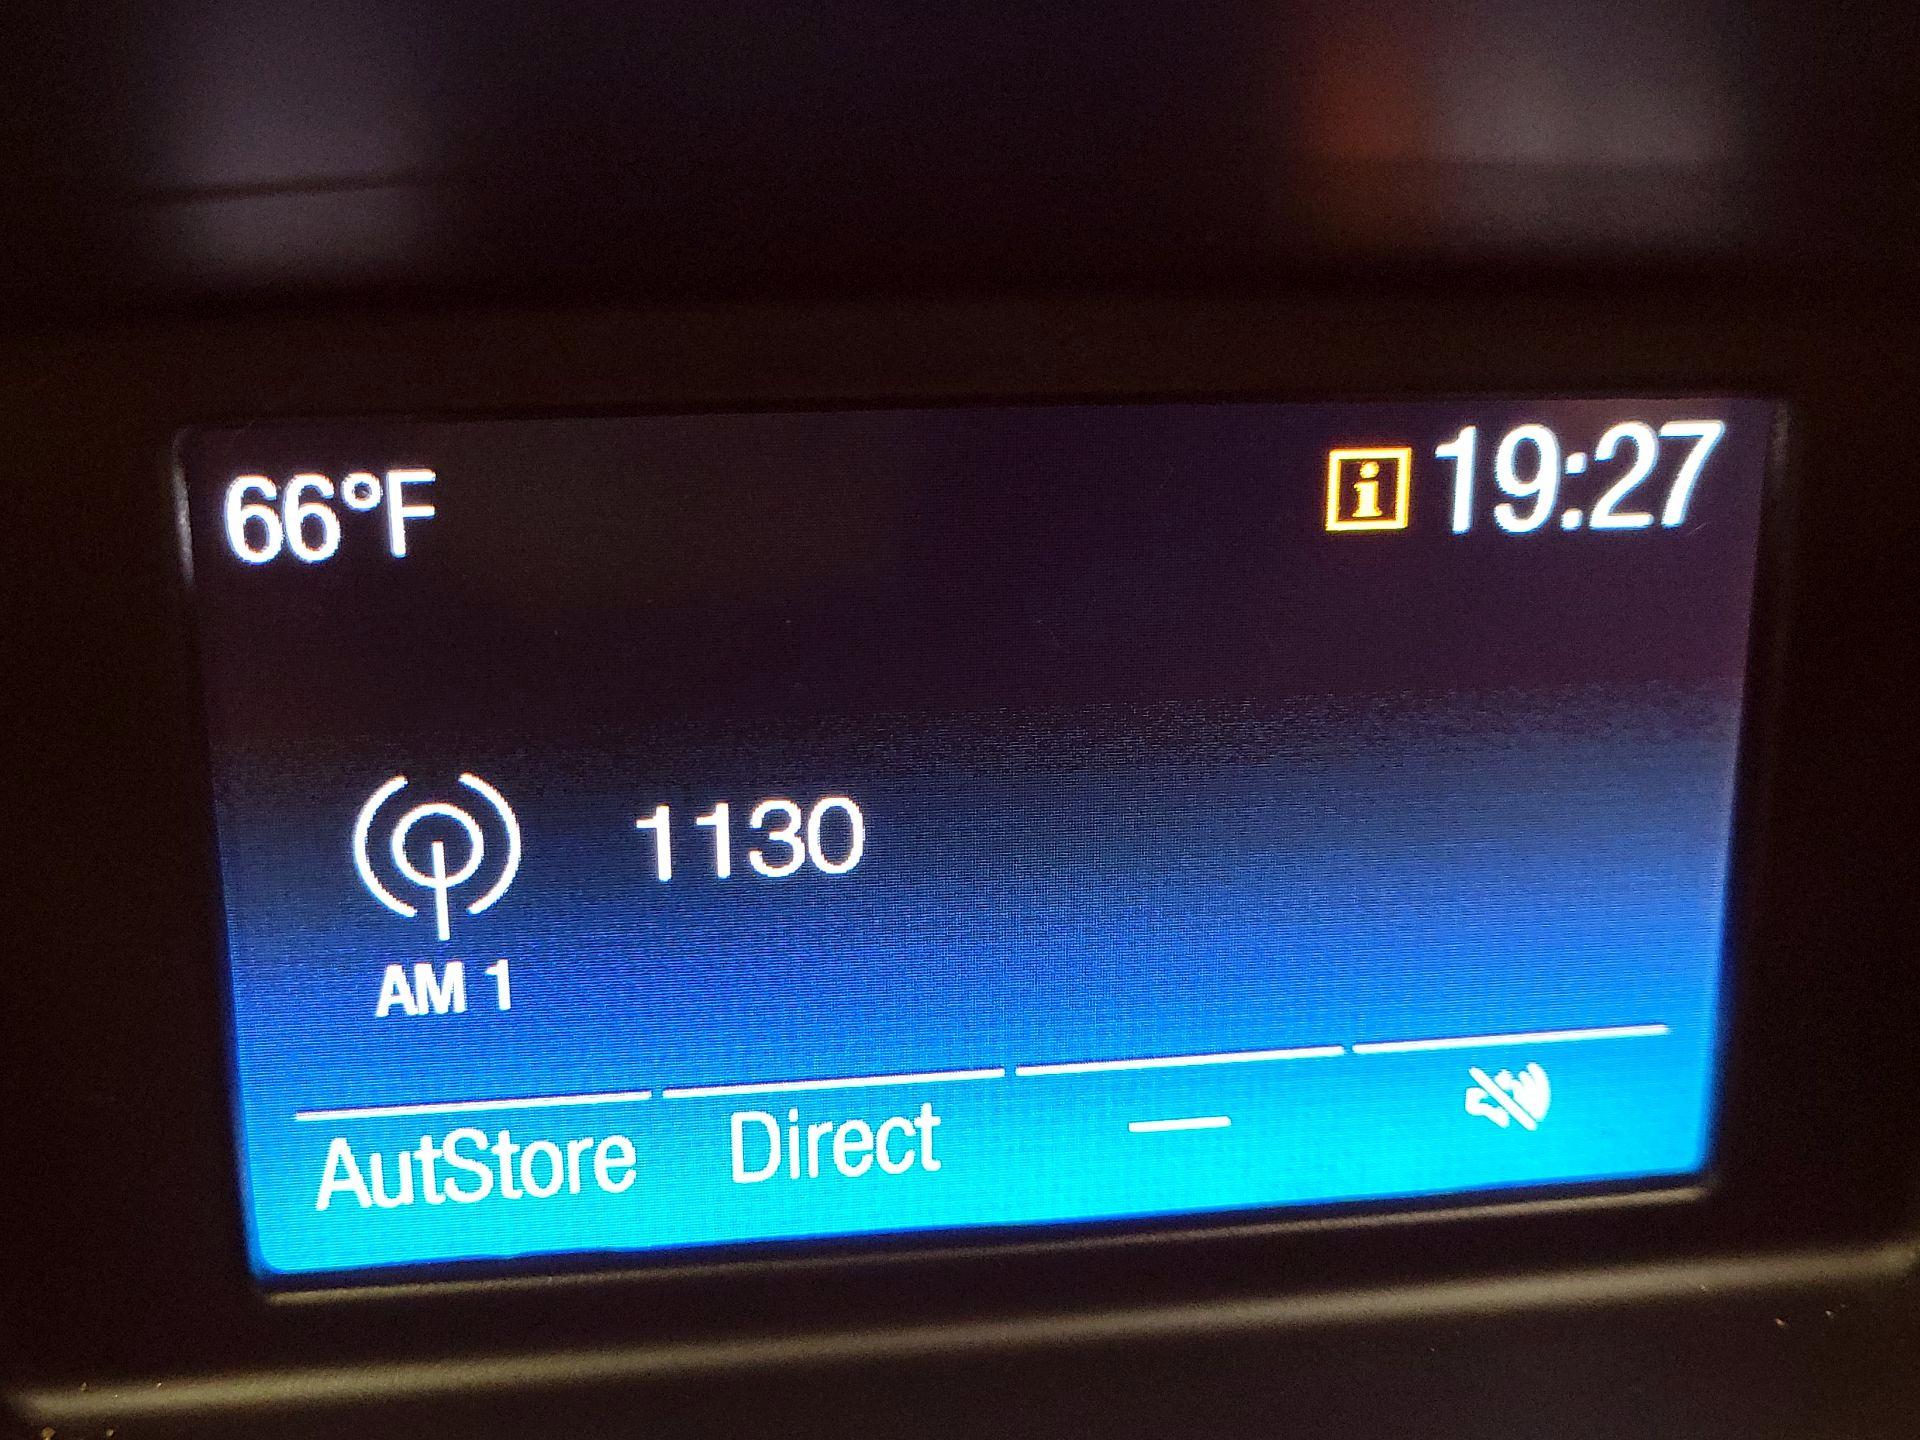 66°F
i 19:27
1130
AM 1
AutStore Direct —